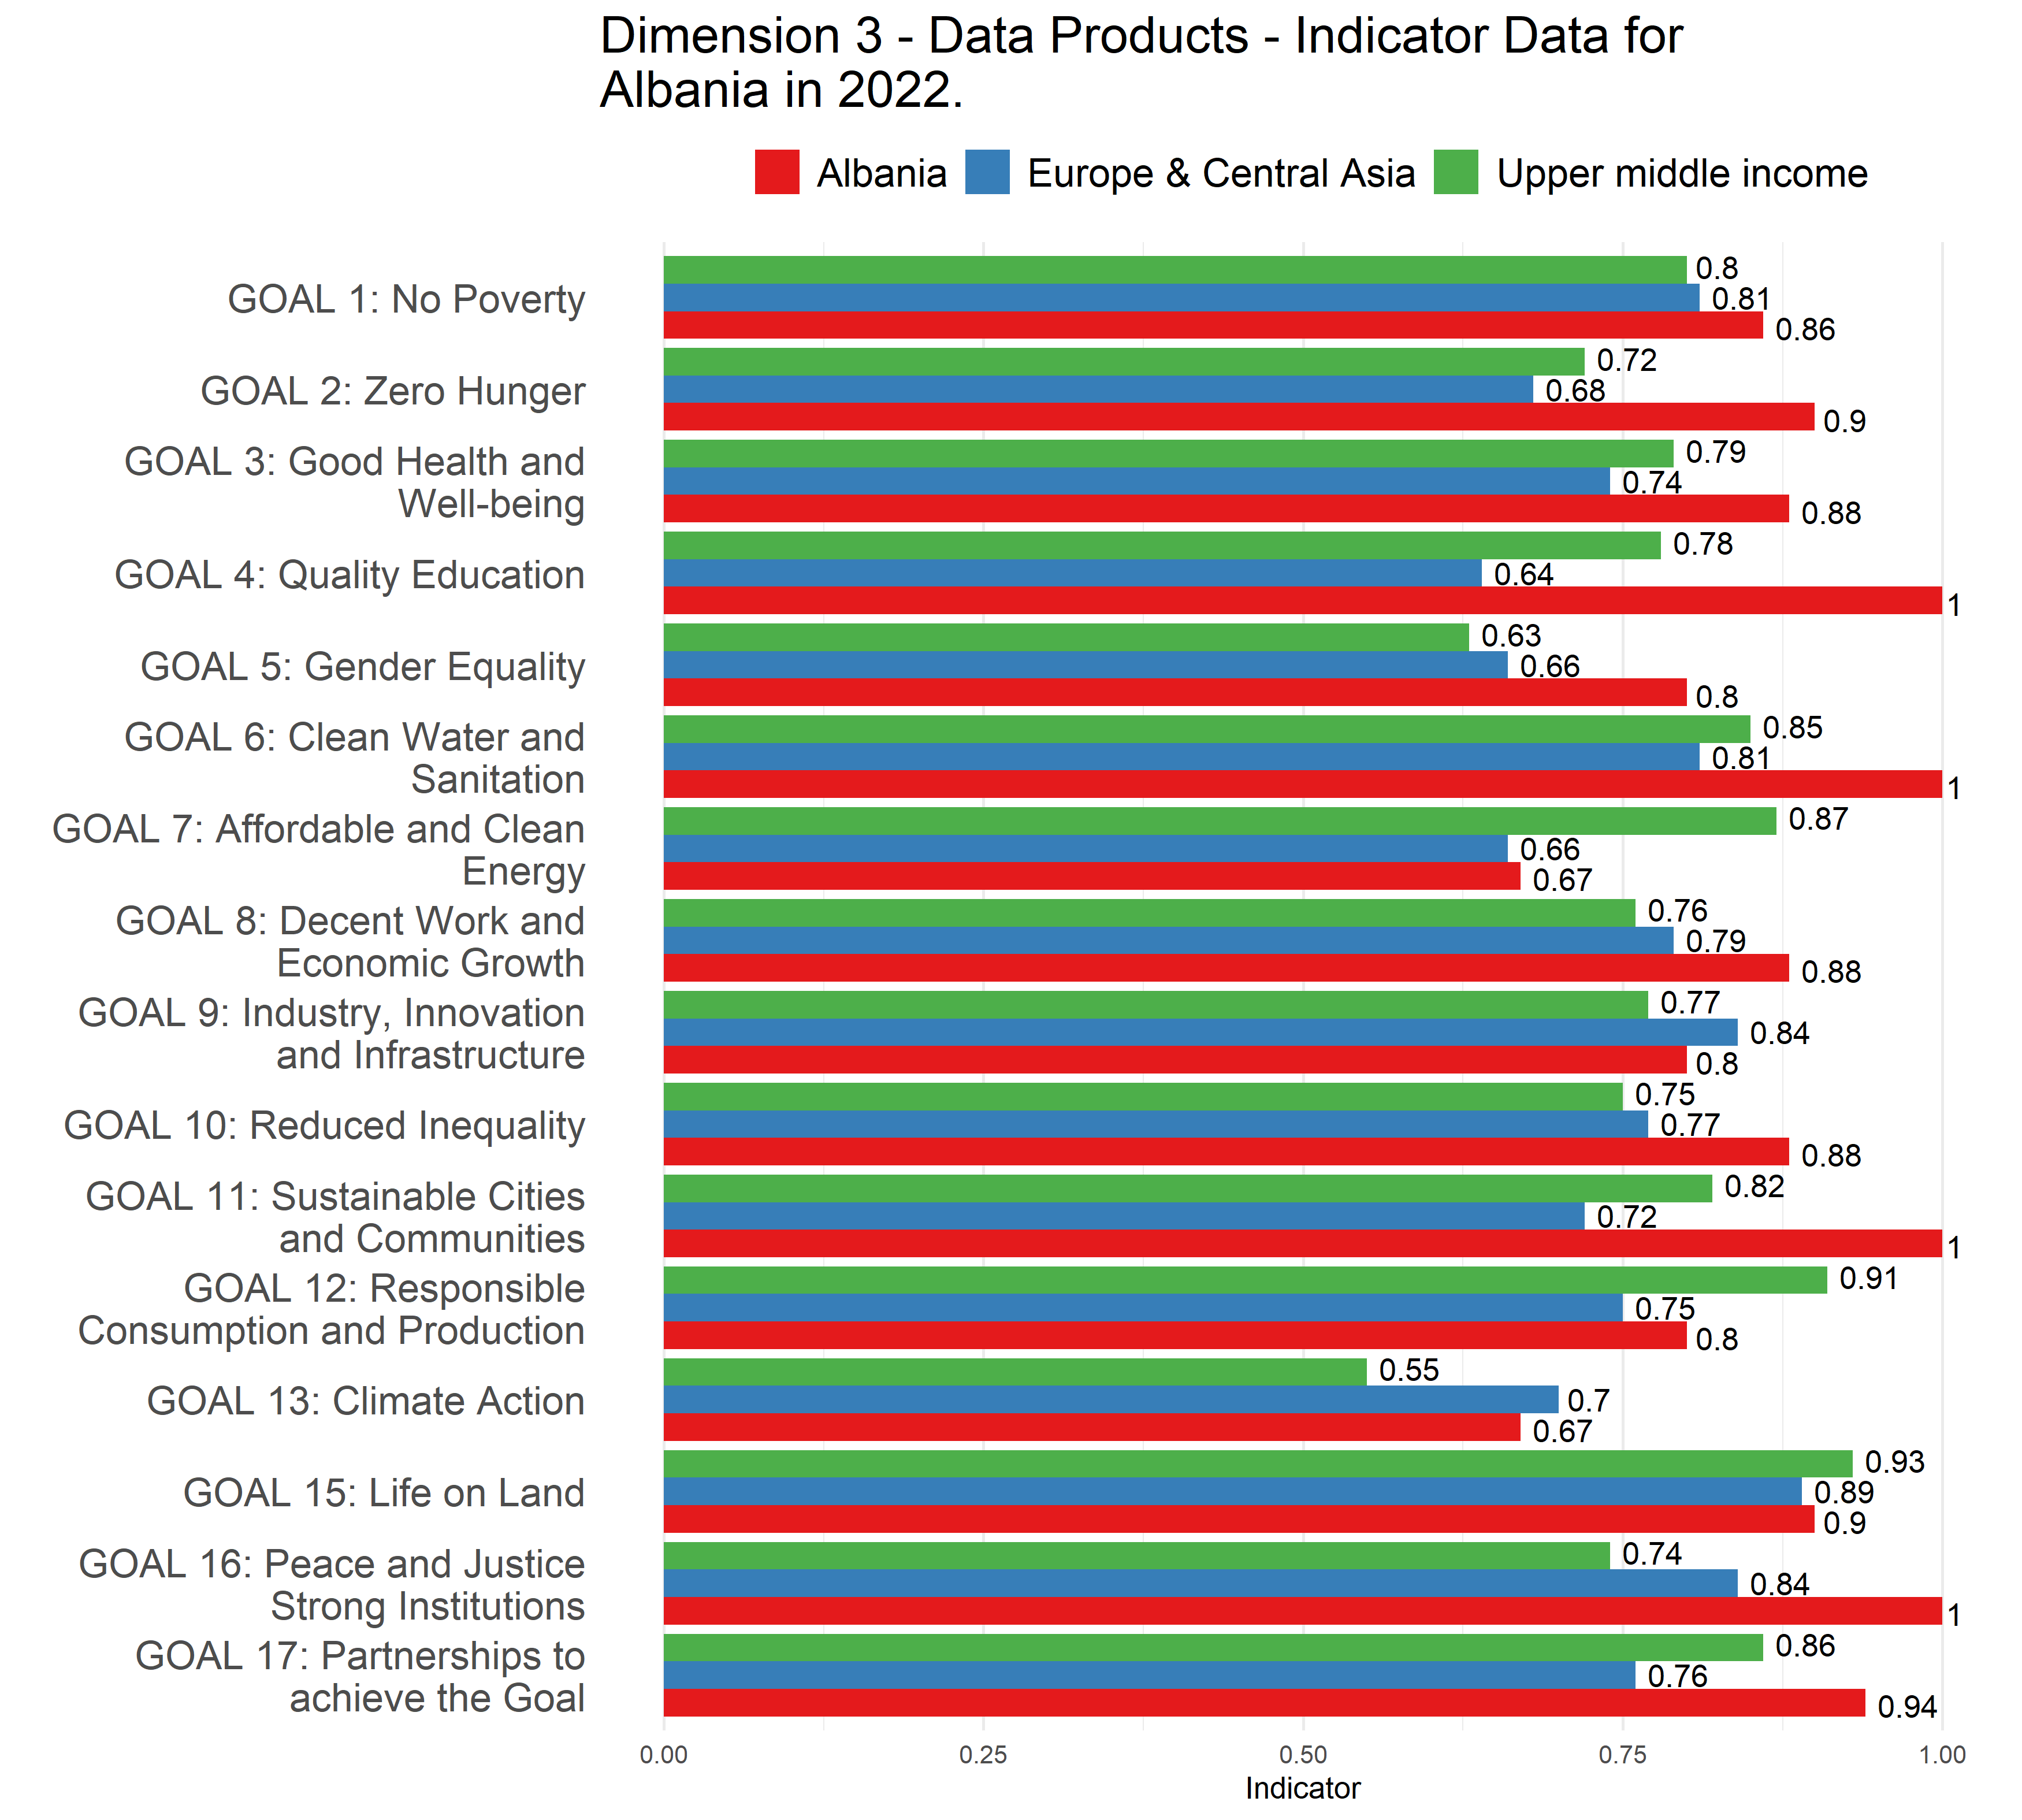 Dimension 3 - Data Products - Indicator Data for
Albania in 2022.
Albania
Europe & Central Asia
Upper middle income
GOAL 1: No Poverty
0.8
0.81
0.86
GOAL 2: Zero Hunger
0.72
0.68
0.9
GOAL 3: Good Health and
Well-being
0.79
0.74
0.88
GOAL 4: Quality Education
0.78
0.64
1
GOAL 5: Gender Equality
0.63
0.66
0.8
GOAL 6: Clean Water and
Sanitation
0.85
0.81
1
GOAL 7: Affordable and Clean
Energy
0.87
0.66
0.67
GOAL 8: Decent Work and
Economic Growth
0.76
0.79
0.88
GOAL 9: Industry, Innovation
and Infrastructure
0.77
0.84
0.8
GOAL 10: Reduced Inequality
0.75
0.77
0.88
GOAL 11: Sustainable Cities
and Communities
0.82
0.72
1
GOAL 12: Responsible
Consumption and Production
0.91
0.75
0.8
GOAL 13: Climate Action
0.55
0.7
0.67
GOAL 15: Life on Land
0.93
0.89
0.9
GOAL 16: Peace and Justice
Strong Institutions
0.74
0.84
1
GOAL 17: Partnerships to
achieve the Goal
0.86
0.76
0.94
0.00
0.25
0.50
0.75
1.00
Indicator